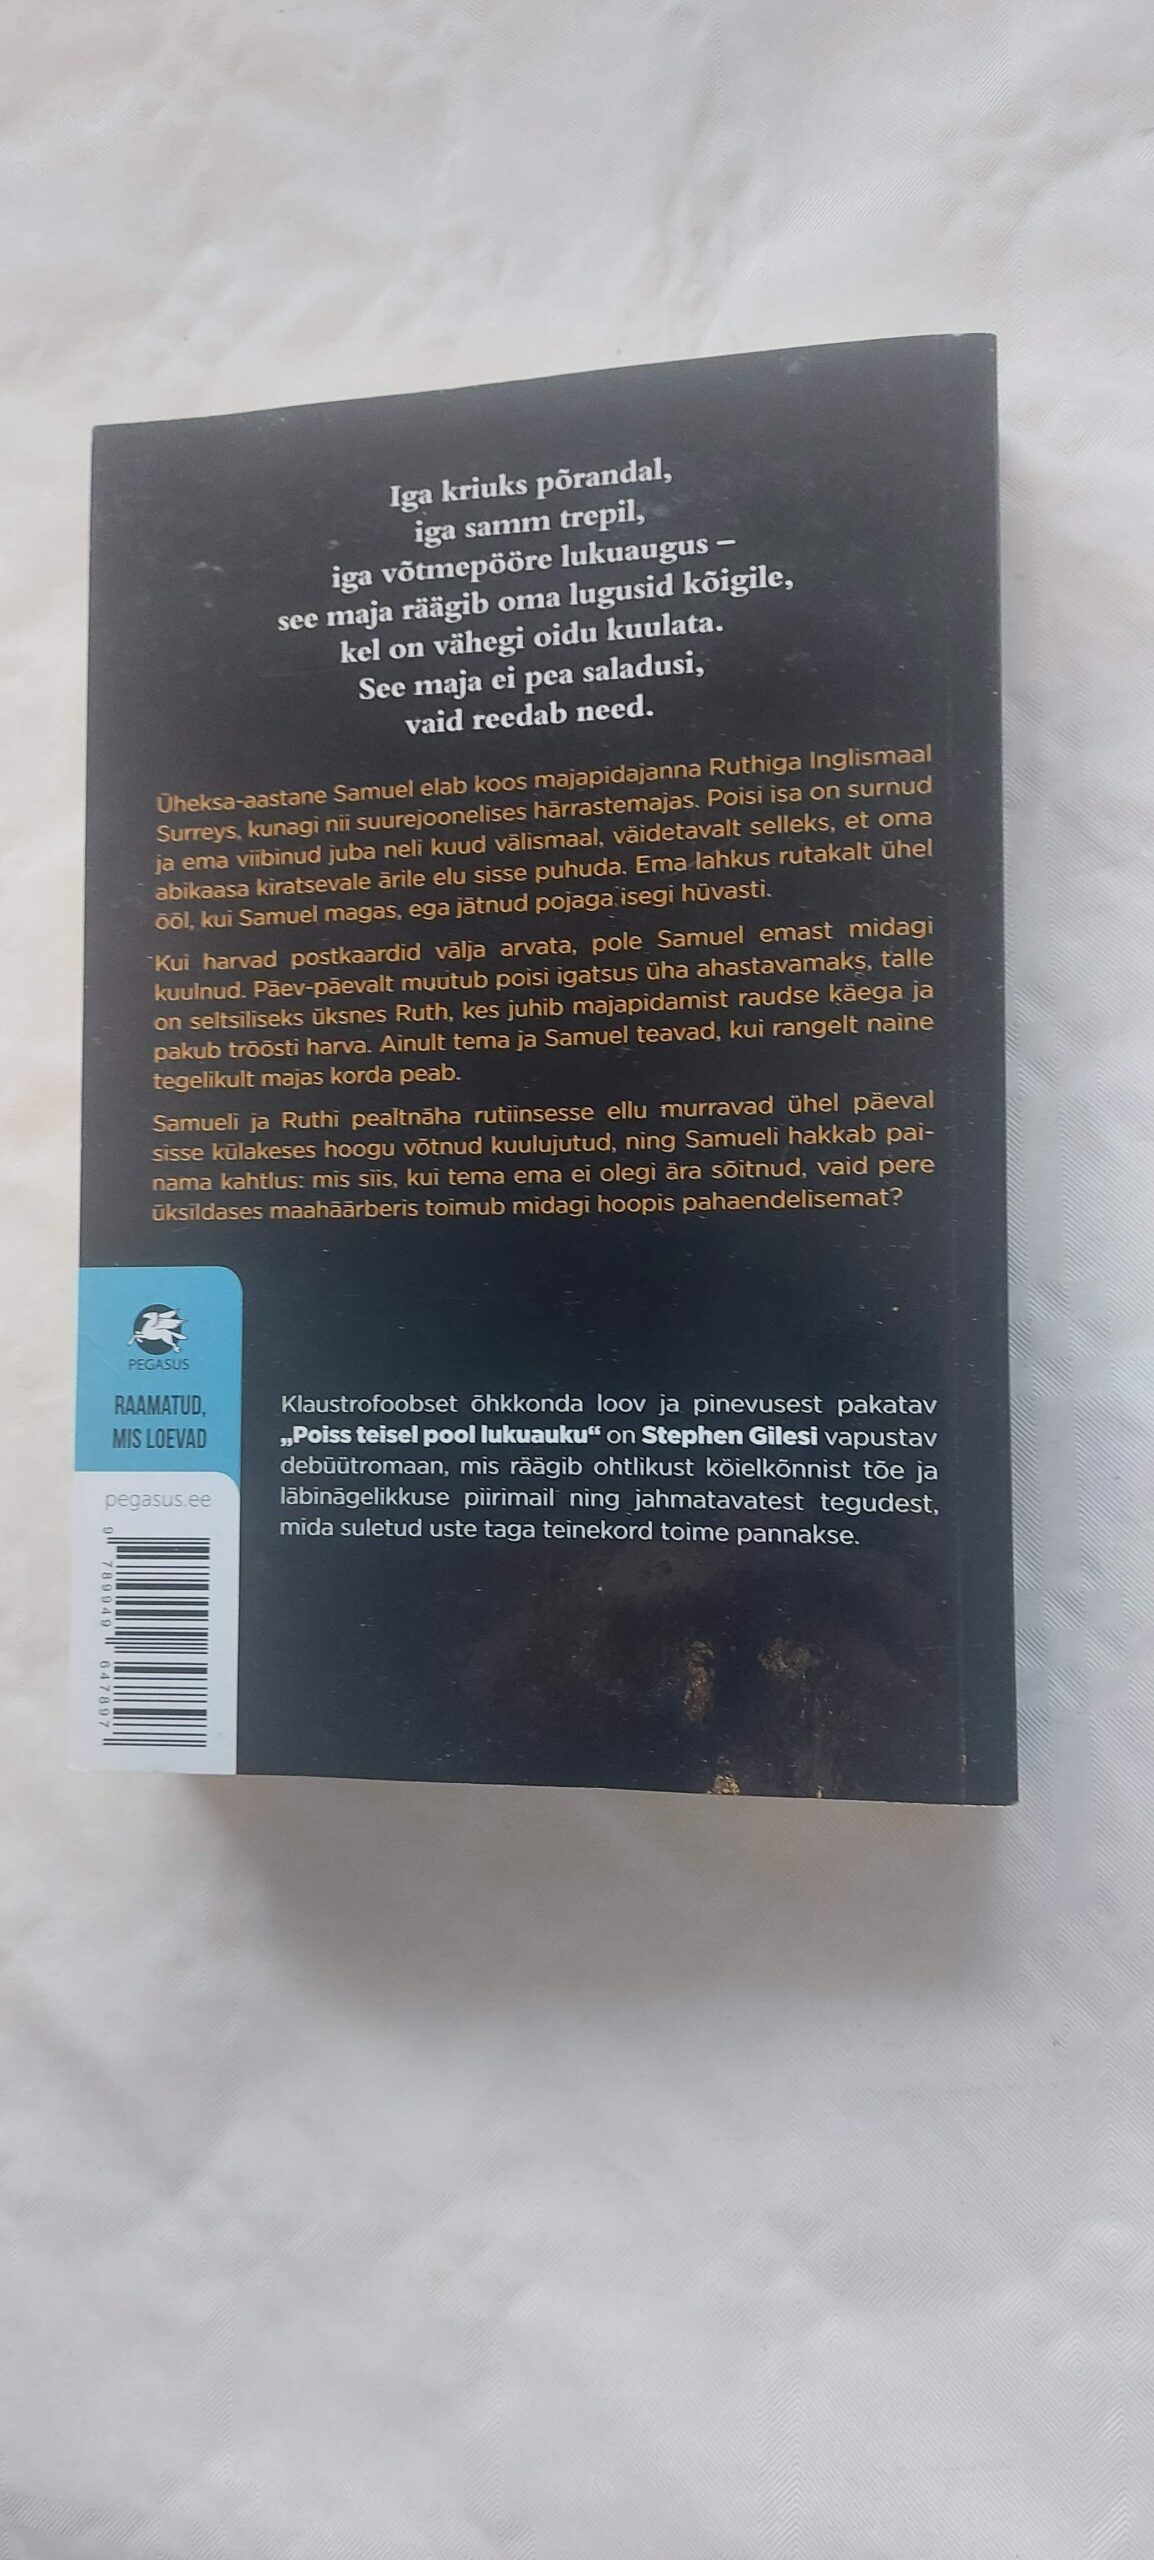 Iga kriuks põrandal,
iga samm trepil,
iga võtmepööre lukuaugus –
see maja räägib oma lugusid kõigile,
kel on vähegi oidu kuulata.
See maja ei pea saladusi,
vaid reedab need.
Üheksa-aastane Samuel elab koos majapidajanna Ruthiga Inglismaal
Surreys, kunagi nii suurejoonelises härrastemajas. Poisi isa on surnud
ja ema viibinud juba neli kuud välismaal, väidetavalt selleks, et oma
abikaasa kiratsevale ärile elu sisse puhuda. Ema lahkus rutakalt ühel
ööl, kui Samuel magas, ega jätnud pojaga isegi hüvasti.
Kui harvad postkaardid välja arvata, pole Samuel emast midagi
kuulnud. Päev-päevalt muutub poisi igatsus üha ahastavamaks, talle
on seltsiliseks üksnes Ruth, kes juhib majapidamist raudse käega ja
pakub tröösti harva. Ainult tema ja Samuel teavad, kui rangelt naine
tegelikult majas korda peab.
Samueli ja Ruthi pealtnäha rutiinsesse ellu murravad ühel päeval
sisse külakeses hoogu võtnud kuulujutud, ning Samueli hakkab pai-
nama kahtlus: mis siis, kui tema ema ei olegi ära sõitnud, vaid pere
üksildases maahäärberis toimub midagi hoopis pahaendelisemat?
PEGASUS
RAAMATUD,
MIS LOEVAD
pegasus.ee
9 789949 647897
Klaustrofoobset õhkkonda loov ja pinevusest pakatav
„Poiss teisel pool lukuauku“ on Stephen Gilesi vapustav
debüütromaan, mis räägib ohtlikust köielkõnnist tõe ja
läbinägelikkuse piirimail ning jahmatavatest tegudest,
mida suletud uste taga teinekord toime pannakse.